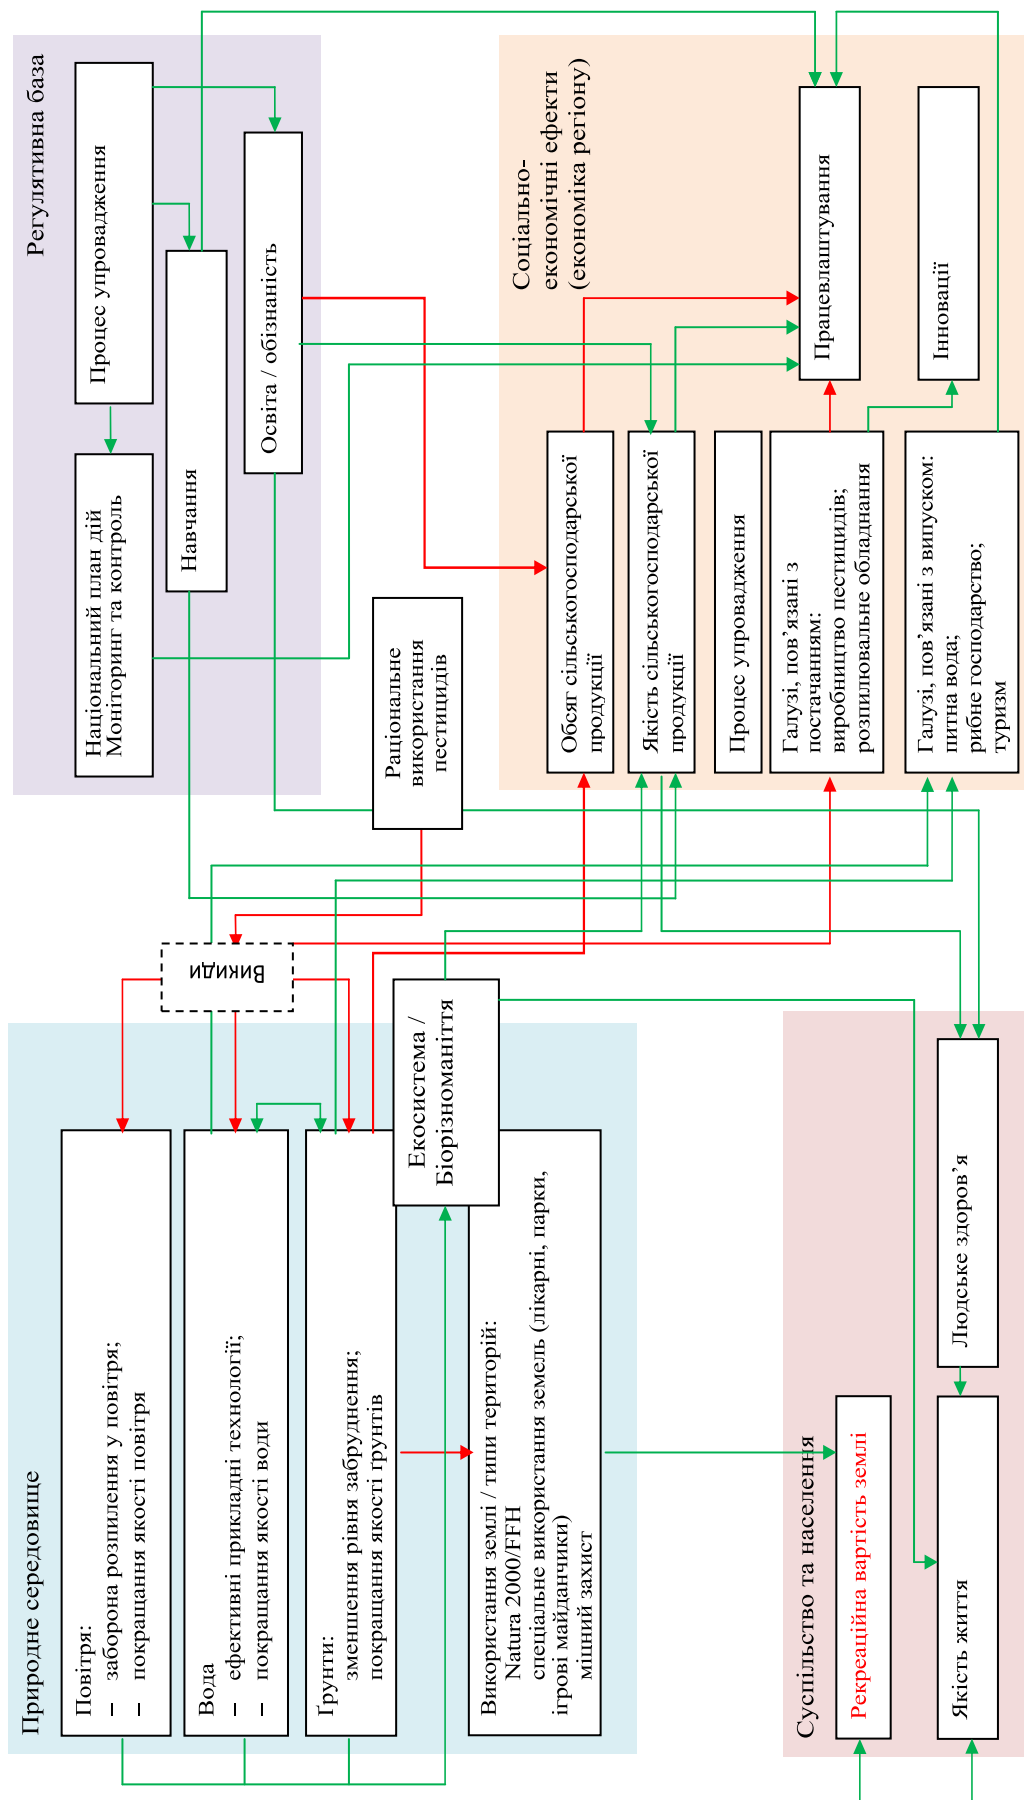 Природне середовище
Повітря:
– заборона розпилення у повітря;
– покращання якості повітря
Вода
– ефективні прикладні технології;
– покращання якості води
Ґрунти:
зменшення рівня забруднення;
покращання якості ґрунтів
Використання землі / типи територій:
Natura 2000/FFH
спеціальне використання земель (лікарні, парки,
ігрові майданчики)
мішний захист
Екосистема /
Біорізноманіття
Викиди
Раціональне
використання
пестицидів
Регулятивна база
Національний план дій
Моніторинг та контроль
Процес упровадження
Навчання
Освіта / обізнаність
Соціально-
економічні ефекти
(економіка регіону)
Обсяг сільськогосподарської
продукції
Якість сільськогосподарської
продукції
Процес упровадження
Галузі, пов’язані з
постачанням:
виробництво пестицидів;
розпилювальне обладнання
Галузі, пов’язані з випуском:
питна вода;
рибне господарство;
туризм
Працевлаштування
Інновації
Суспільство та населення
Рекреаційна вартість землі
Якість життя
Людське здоров’я